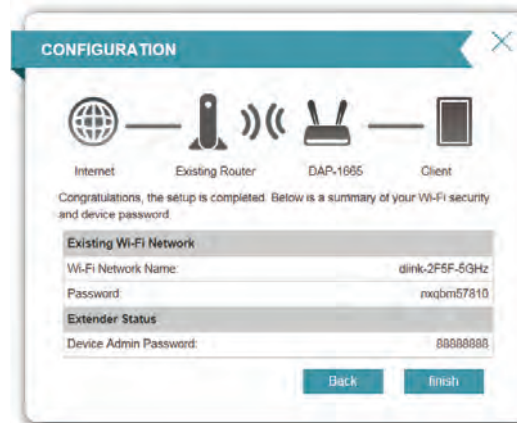 CONFIGURATION
Internet Existing Router DAP-1665 Client
Congratulations, the setup is completed. Below is a summary of your Wi-Fi security
and device password
Existing Wi-Fi Network
Wi-Fi Network Name: dlink-2F5F-5GHz
Password: nxqbm57810
Extender Status
Device Admin Password: 88888888
Back finish